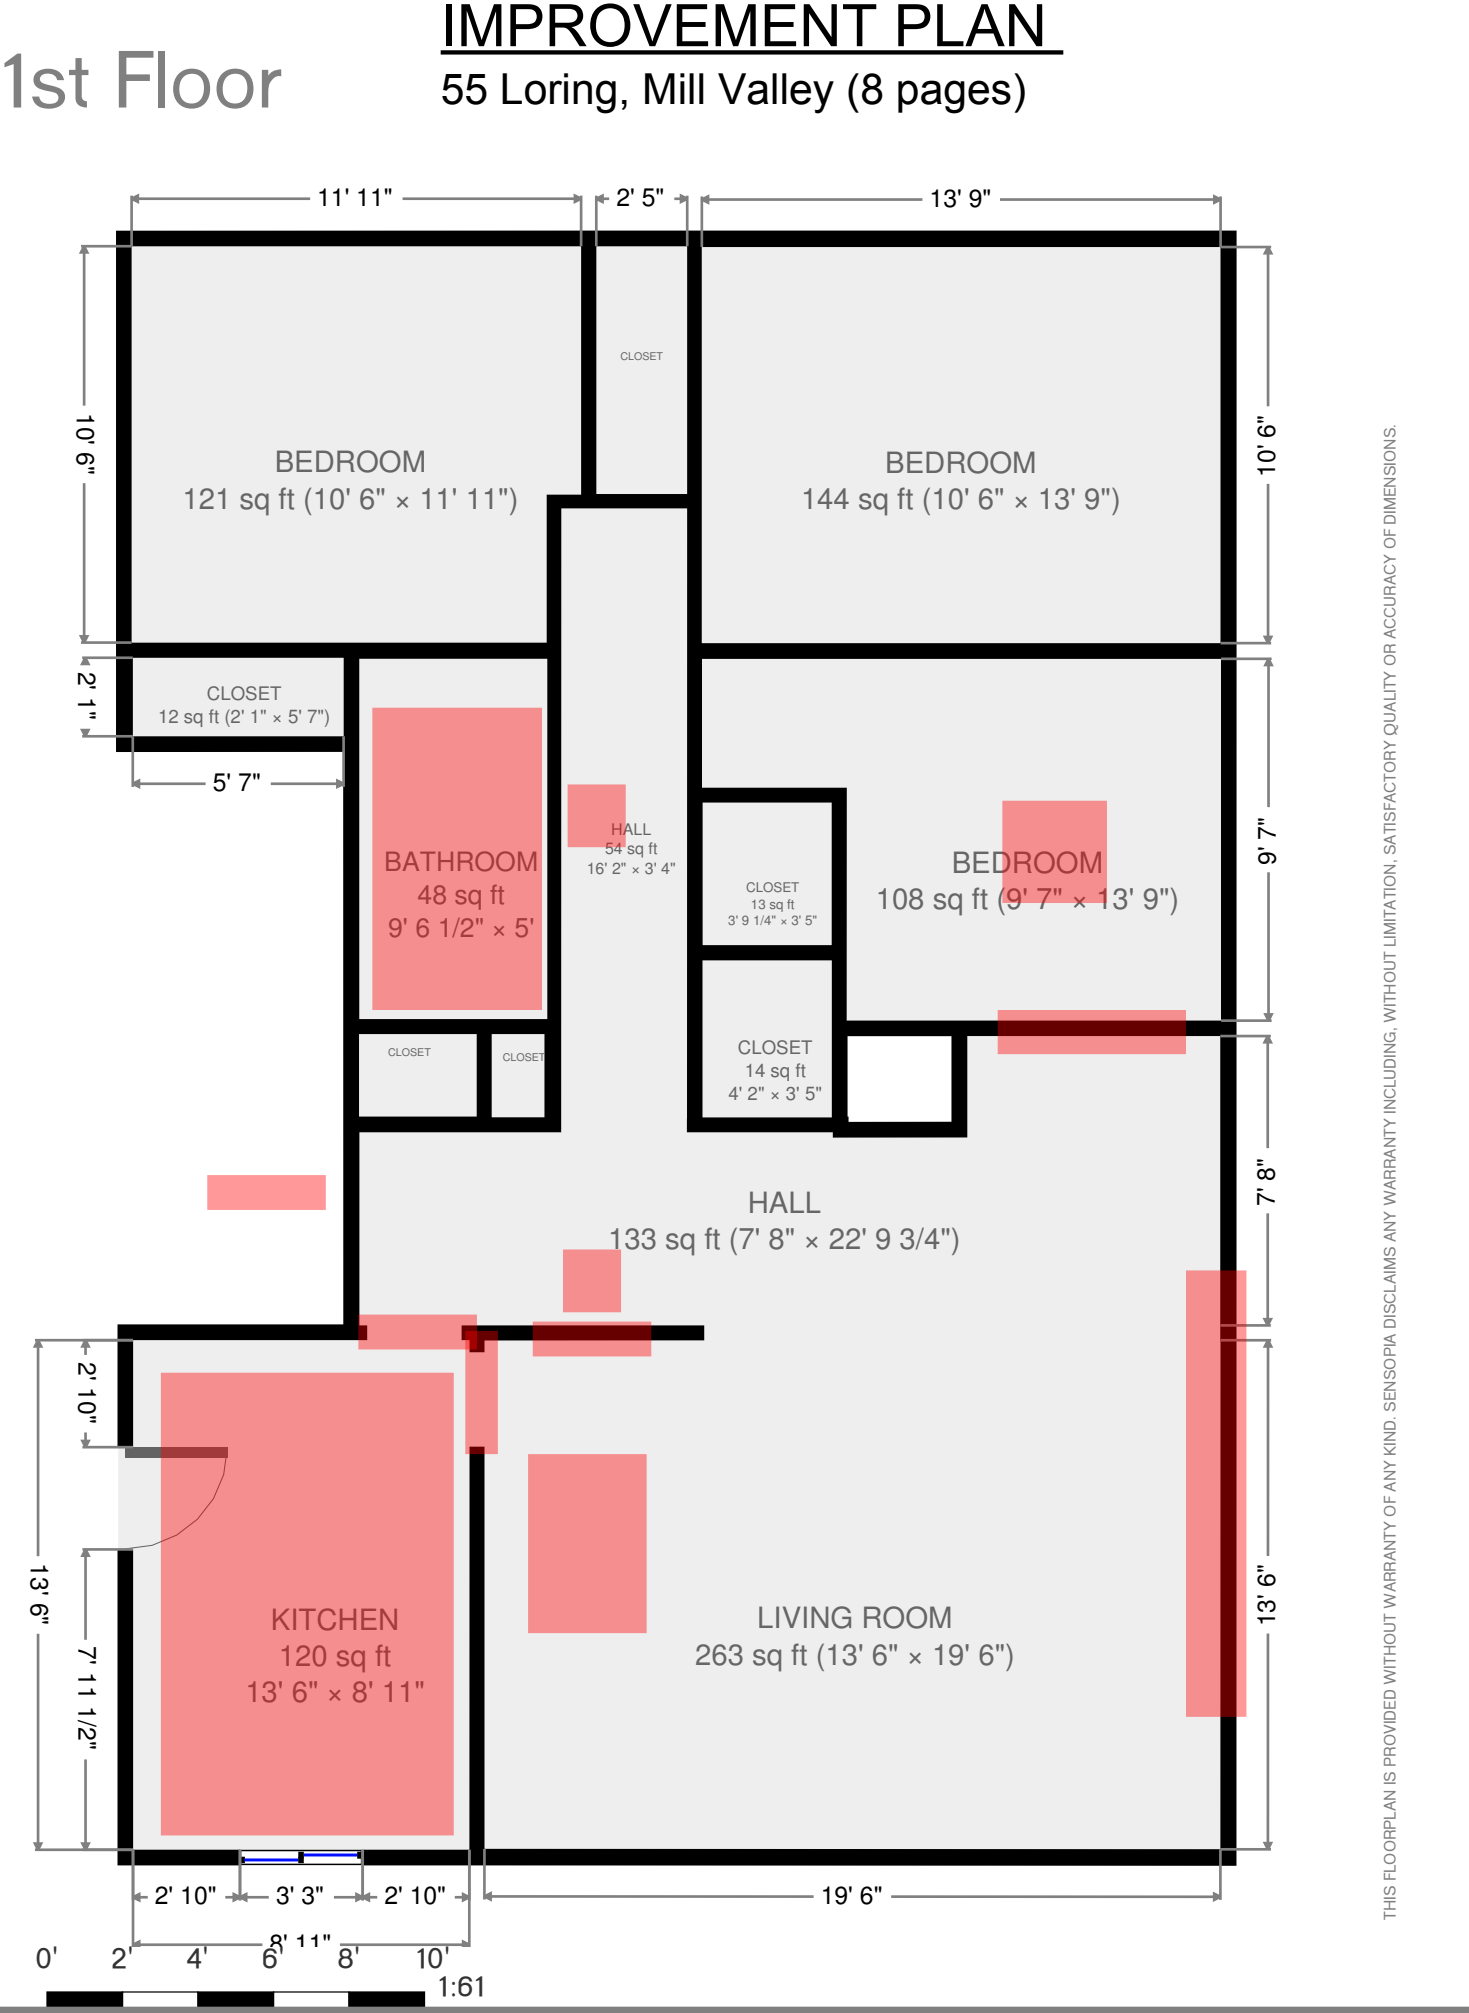 IMPROVEMENT PLAN
1st Floor
55 Loring, Mill Valley (8 pages)
11' 11"
2' 5"
13' 9"
10' 6"
CLOSET
10' 6"
BEDROOM
121 sq ft (10' 6" × 11' 11")
BEDROOM
144 sq ft (10' 6" × 13' 9")
2' 1"
CLOSET
12 sq ft (2' 1" × 5' 7")
5' 7"
BATHROOM
48 sq ft
9' 6 1/2" × 5'
HALL
54 sq ft
16' 2" × 3' 4"
CLOSET
13 sq ft
3' 9 1/4" × 3' 5"
BEDROOM
108 sq ft (9' 7" × 13' 9")
9' 7"
CLOSET
CLOSET
CLOSET
14 sq ft
4' 2" × 3' 5"
7' 8"
HALL
133 sq ft (7' 8" × 22' 9 3/4")
2' 10"
13' 6"
7' 11 1/2"
KITCHEN
120 sq ft
13' 6" × 8' 11"
LIVING ROOM
263 sq ft (13' 6" × 19' 6")
13' 6"
2' 10"
3' 3"
2' 10"
19' 6"
8' 11"
0' 2' 4' 6' 8' 10'
1:61
THIS FLOORPLAN IS PROVIDED WITHOUT WARRANTY OF ANY KIND. SENSOPIA DISCLAIMS ANY WARRANTY INCLUDING, WITHOUT LIMITATION, SATISFACTORY QUALITY OR ACCURACY OF DIMENSIONS.